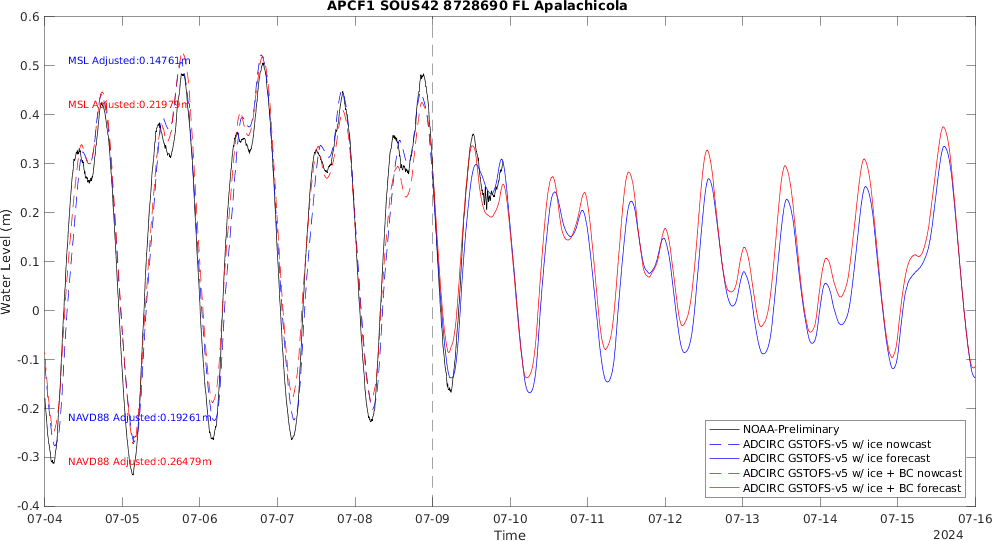 APCF1 SOUS42 8728690 FL Apalachicola
0.6
0.5
0.4
0.3
0.2
0.1
0
-0.1
-0.2
-0.3
-0.4
Water Level (m)
MSL Adjusted:0.14761m
MSL Adjusted:0.21979m
NAVD88 Adjusted:0.19261m
NAVD88 Adjusted:0.26479m
NOAA-Preliminary
ADCIRC GSTOFS-v5 w/ ice nowcast
ADCIRC GSTOFS-v5 w/ ice forecast
ADCIRC GSTOFS-v5 w/ ice + BC nowcast
ADCIRC GSTOFS-v5 w/ ice + BC forecast
07-04 07-05 07-06 07-07 07-08 07-09 07-10 07-11 07-12 07-13 07-14 07-15 07-16
Time
2024